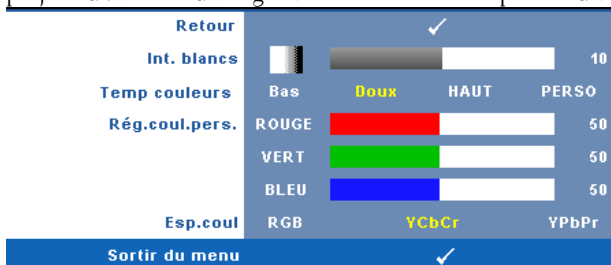 Retour ✓
Int. blancs 10
Temp couleurs Bas Doux HAUT PERSO
Rég.coul.pers. ROUGE 50
VERT 50
BLEU 50
Esp.coul RGB YCbCr YPbPr
Sortir du menu ✓